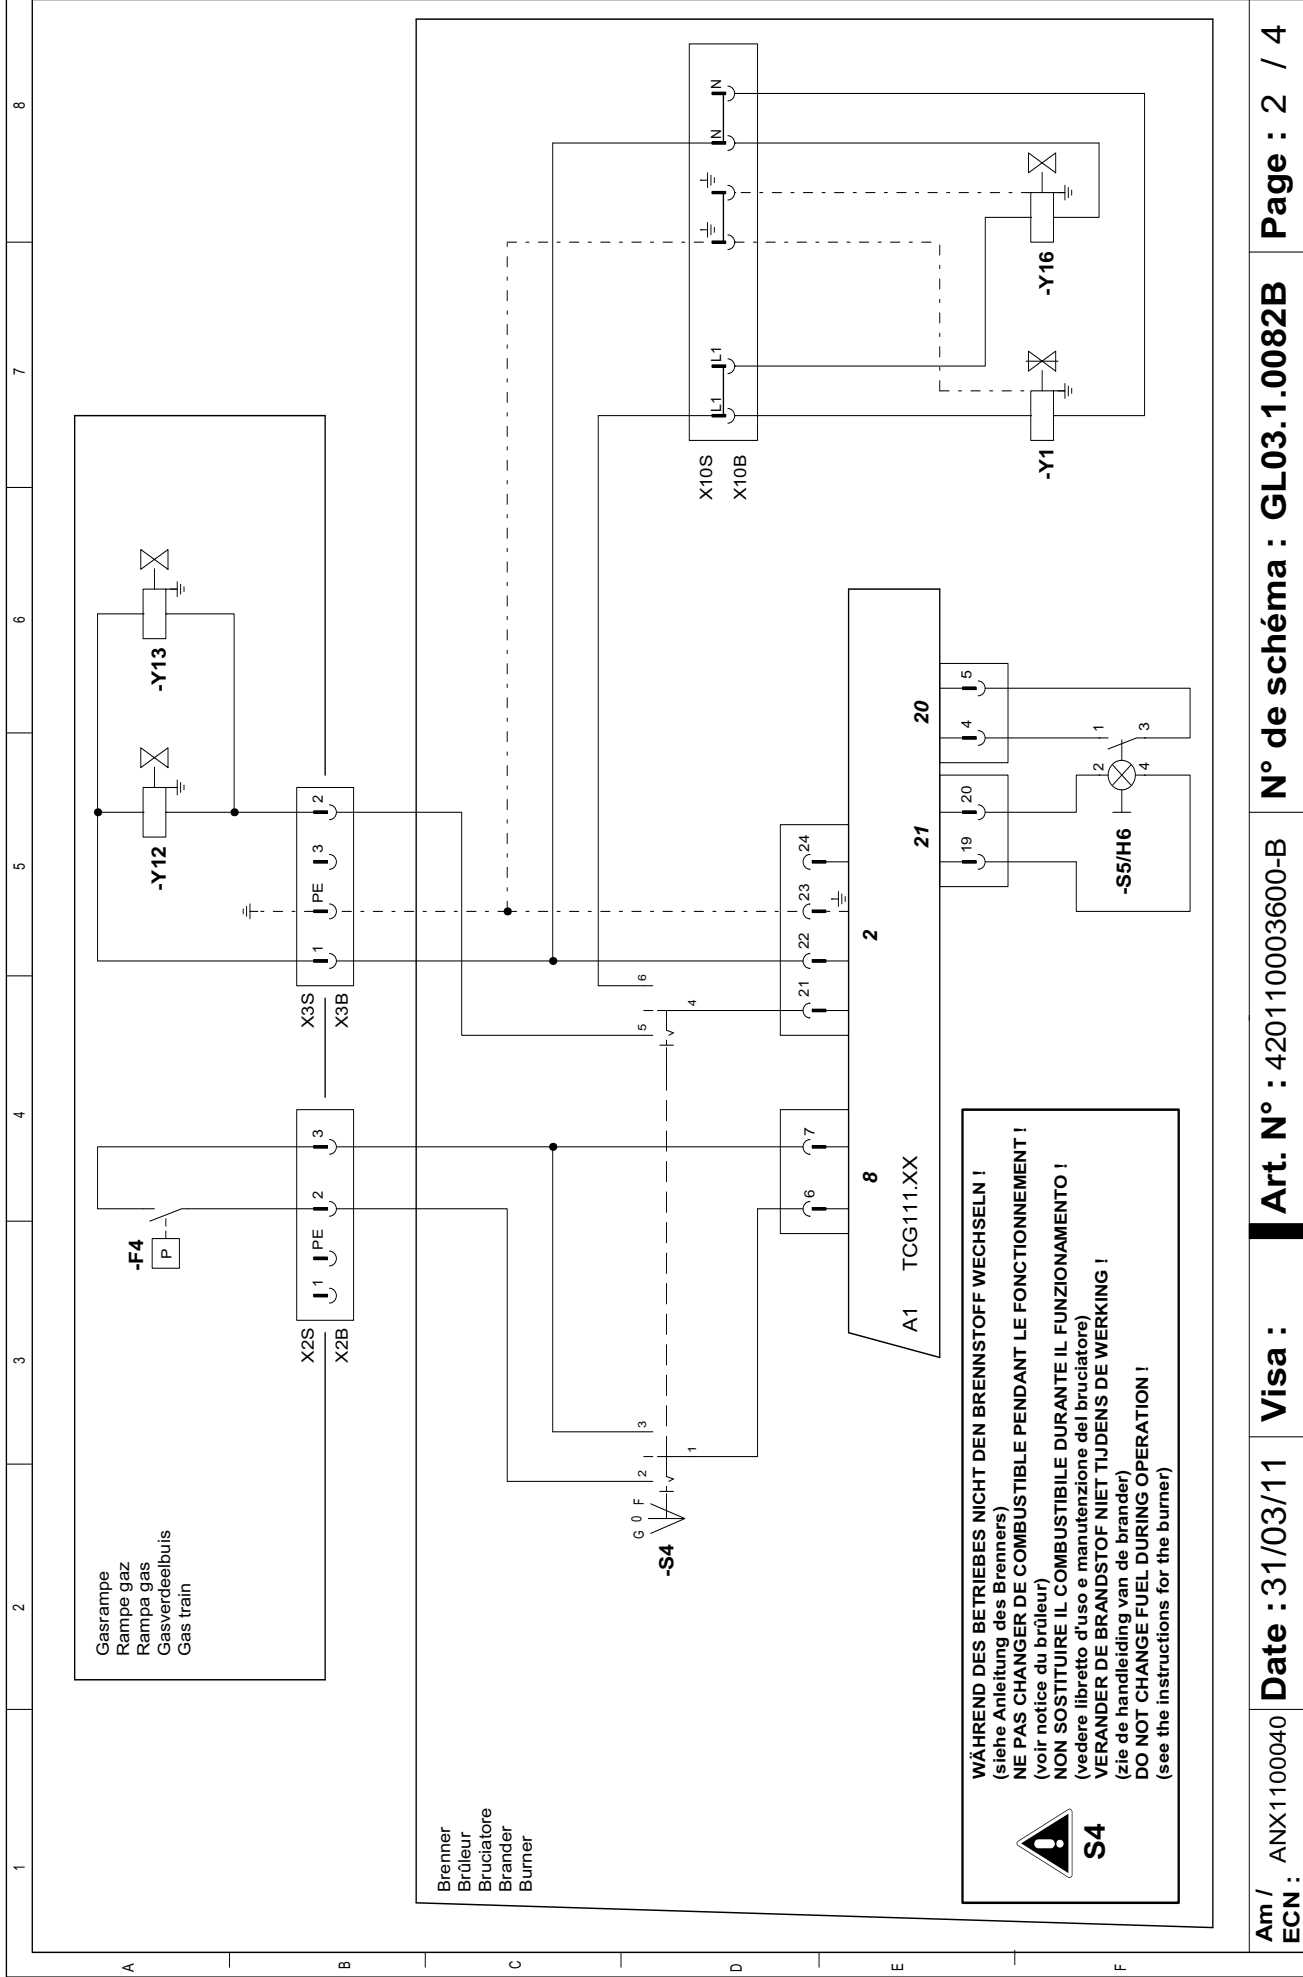 1
2
3
4
5
6
7
8
A
B
C
D
E
F
Gasrampe
Rampe gaz
Rampa gas
Gasverdeelbuis
Gas train
-F4
P
-Y12
-Y13
X2S
X2B
1
PE
2
3
X3S
X3B
1
PE
3
2
Brenner
Brûleur
Bruciatore
Brander
Burner
G 0 F
-S4
2
3
1
5
6
4
X10S
X10B
L1
L1
N
N
6
7
21
22
23
24
8
2
A1 TCG111.XX
21
20
19
20
4
5
-S5/H6
2
1
4
3
-Y1
-Y16
S4
WÄHREND DES BETRIEBES NICHT DEN BRENNSTOFF WECHSELN !
(siehe Anleitung des Brenners)
NE PAS CHANGER DE COMBUSTIBLE PENDANT LE FONCTIONNEMENT !
(voir notice du brûleur)
NON SOSTITUIRE IL COMBUSTIBILE DURANTE IL FUNZIONAMENTO !
(vedere libretto d'uso e manutenzione del bruciatore)
VERANDER DE BRANDSTOF NIET TIJDENS DE WERKING !
(zie de handleiding van de brander)
DO NOT CHANGE FUEL DURING OPERATION !
(see the instructions for the burner)
Am /
ECN : ANX1100040
Date : 31/03/11
Visa :
Art. N° : 4201 1000 3600-B
N° de schéma : GL03.1.0082B
Page : 2 / 4